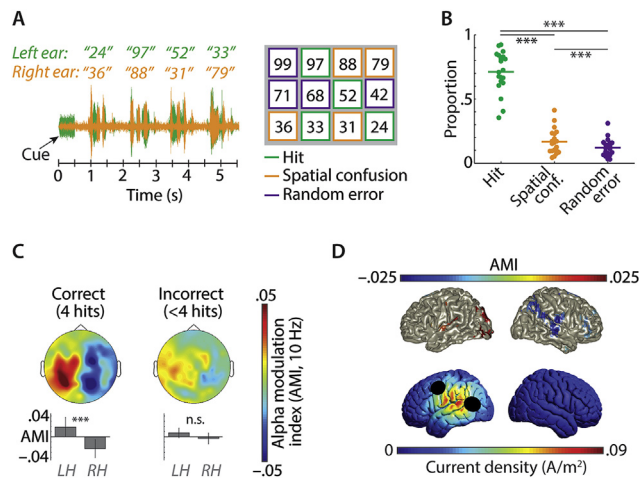 A
Left ear: "24" "97" "52" "33"
Right ear: "36" "88" "31" "79"
Cue
0 1 2 3 4 5
Time (s)
99 97 88 79
71 68 52 42
36 33 31 24
Hit
Spatial confusion
Random error
B
***
*** ***
Proportion
1
.5
0
Hit
Spatial
conf.
Random
error
C
Correct
(4 hits)
Incorrect
(<4 hits)
.05
Alpha modulation
index (AMI, 10 Hz)
−.05
.04
AMI
−.04
***
n.s.
LH RH
LH RH
D
AMI
−.025 .025
0 .09
Current density (A/m²)